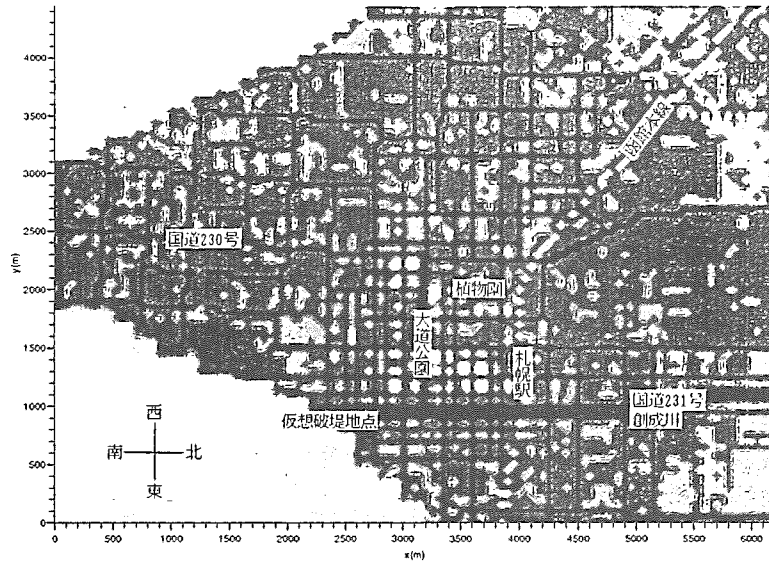 4000
3500
3000
2500
2000
1500
1000
500
0
y(m)
函館本線
国道230号
植物園
大通公園
札幌駅
国道231号
創成川
仮想破堤地点
西
南
北
東
0
500
1000
1500
2000
2500
3000
3500
4000
4500
5000
5500
6000
x(m)